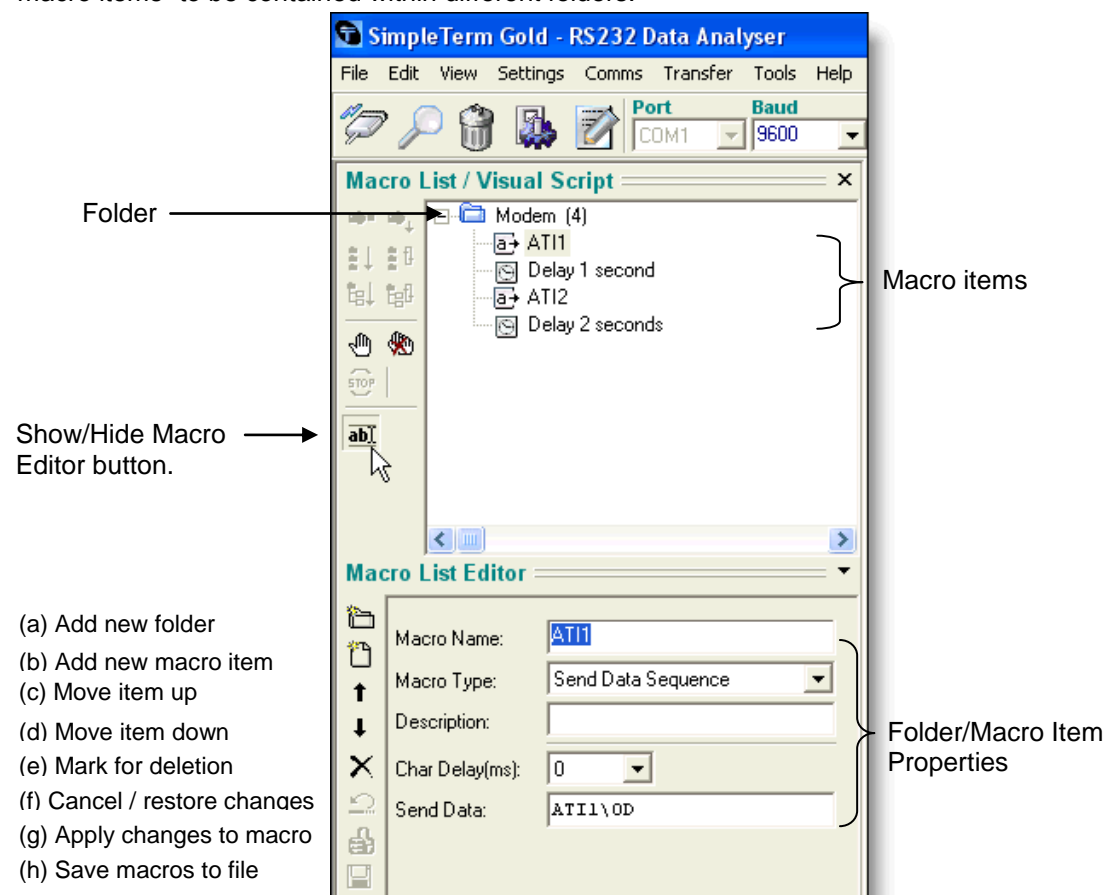 macro items" to be contained within different folders.
SimpleTerm Gold - RS232 Data Analyser
File Edit View Settings Comms Transfer Tools Help
Port Baud
COM1 9600
Macro List / Visual Script
Folder
Modem (4)
ATI1
Delay 1 second
ATI2
Delay 2 seconds
Macro items
STOP
Show/Hide Macro
Editor button.
ab
Macro List Editor
(a) Add new folder
(b) Add new macro item
(c) Move item up
(d) Move item down
(e) Mark for deletion
(f) Cancel / restore changes
(g) Apply changes to macro
(h) Save macros to file
Macro Name: ATI1
Macro Type: Send Data Sequence
Description:
Char Delay(ms): 0
Send Data: ATI1\0D
Folder/Macro Item
Properties